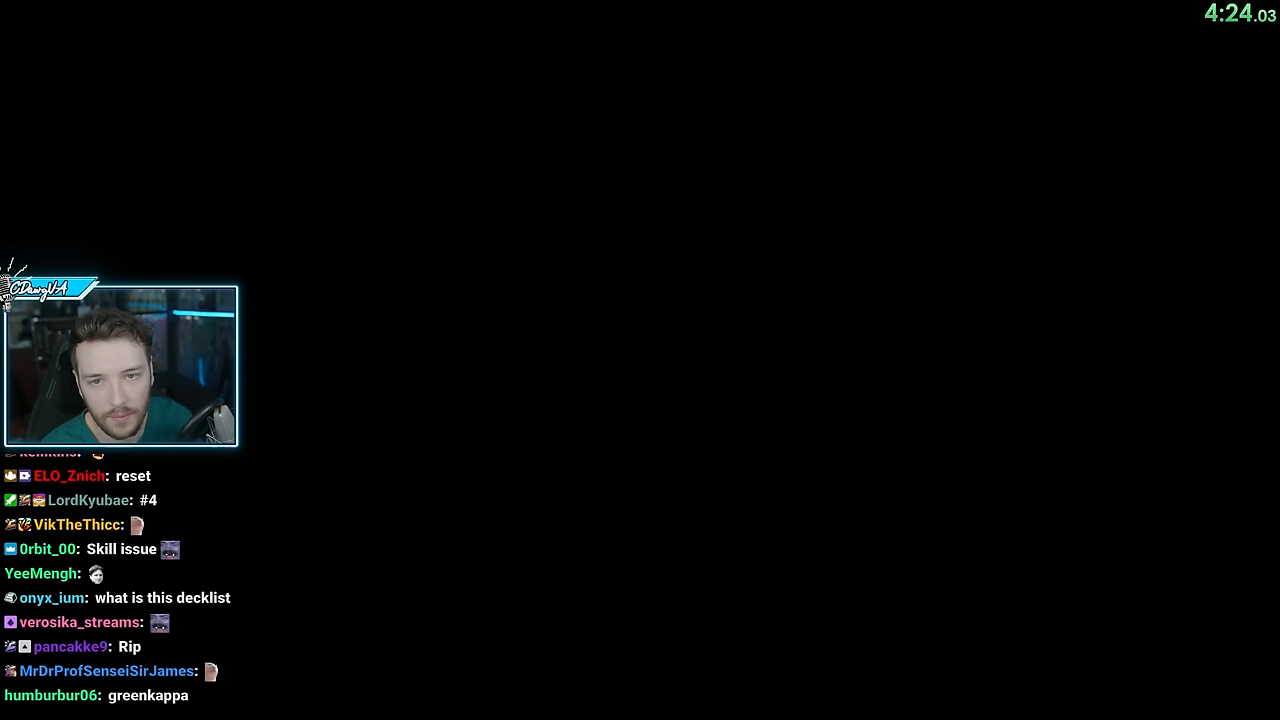 4:24.03
CDawgVA
ELO_Znich: reset
LordKyubae: #4
VikTheThicc:
0rbit_00: Skill issue
YeeMengh:
onyx_ium: what is this decklist
verosika_streams:
pancakke9: Rip
MrDrProfSenseiSirJames:
humburbur06: greenkappa